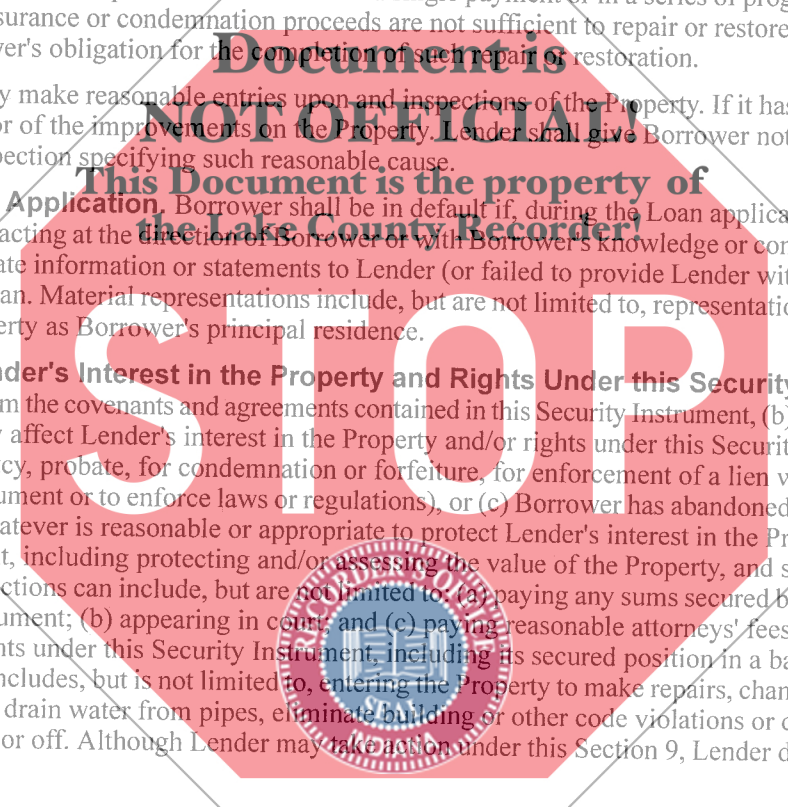 surance or condemnation proceeds are not sufficient to repair or restore
er's obligation for the completion of such repair or restoration.
Document is
y make reasonable entries upon and inspections of the Property. If it has
NOT OFFICIAL!
or of the improvements on the Property. Lender shall give Borrower not
pection specifying such reasonable cause.
This Document is the property of
Application. Borrower shall be in default if, during the Loan applica
the Lake County Recorder!
acting at the direction of Borrower or with Borrower's knowledge or con
ate information or statements to Lender (or failed to provide Lender wit
an. Material representations include, but are not limited to, representatio
erty as Borrower's principal residence.
STOP
nder's Interest in the Property and Rights Under this Security
m the covenants and agreements contained in this Security Instrument, (b)
y affect Lender's interest in the Property and/or rights under this Securit
cy, probate, for condemnation or forfeiture, for enforcement of a lien w
ument or to enforce laws or regulations), or (c) Borrower has abandoned
atever is reasonable or appropriate to protect Lender's interest in the Pr
t, including protecting and/or assessing the value of the Property, and s
ctions can include, but are not limited to: (a) paying any sums secured b
ument; (b) appearing in court; and (c) paying reasonable attorneys' fees
nts under this Security Instrument, including its secured position in a ba
ncludes, but is not limited to, entering the Property to make repairs, chan
drain water from pipes, eliminate building or other code violations or d
or off. Although Lender may take action under this Section 9, Lender d
RECORDER'S OFFICE
SEAL
INDIANA